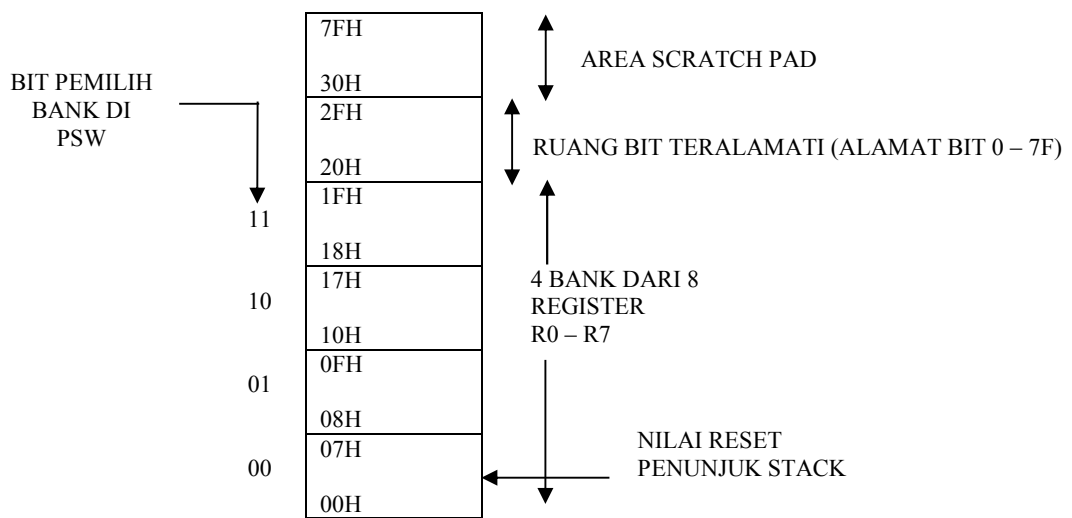 7FH
AREA SCRATCH PAD
30H
BIT PEMILIH
BANK DI
PSW
2FH
RUANG BIT TERALAMATI (ALAMAT BIT 0 – 7F)
20H
1FH
11
18H
17H
4 BANK DARI 8
REGISTER
R0 – R7
10
10H
0FH
01
08H
07H
NILAI RESET
PENUNJUK STACK
00
00H